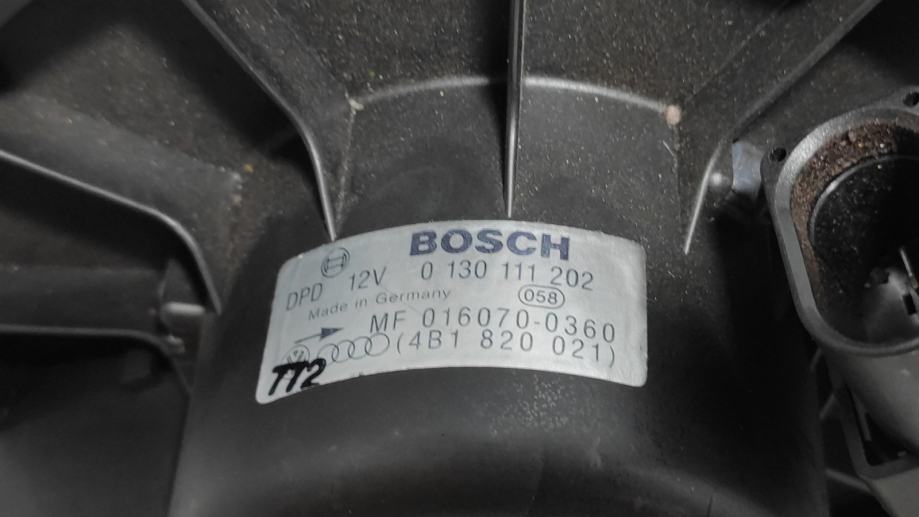 BOSCH
DPD 12V 0 130 111 202
Made in Germany 058
MF 016070-0360
(4B1 820 021)
TT2